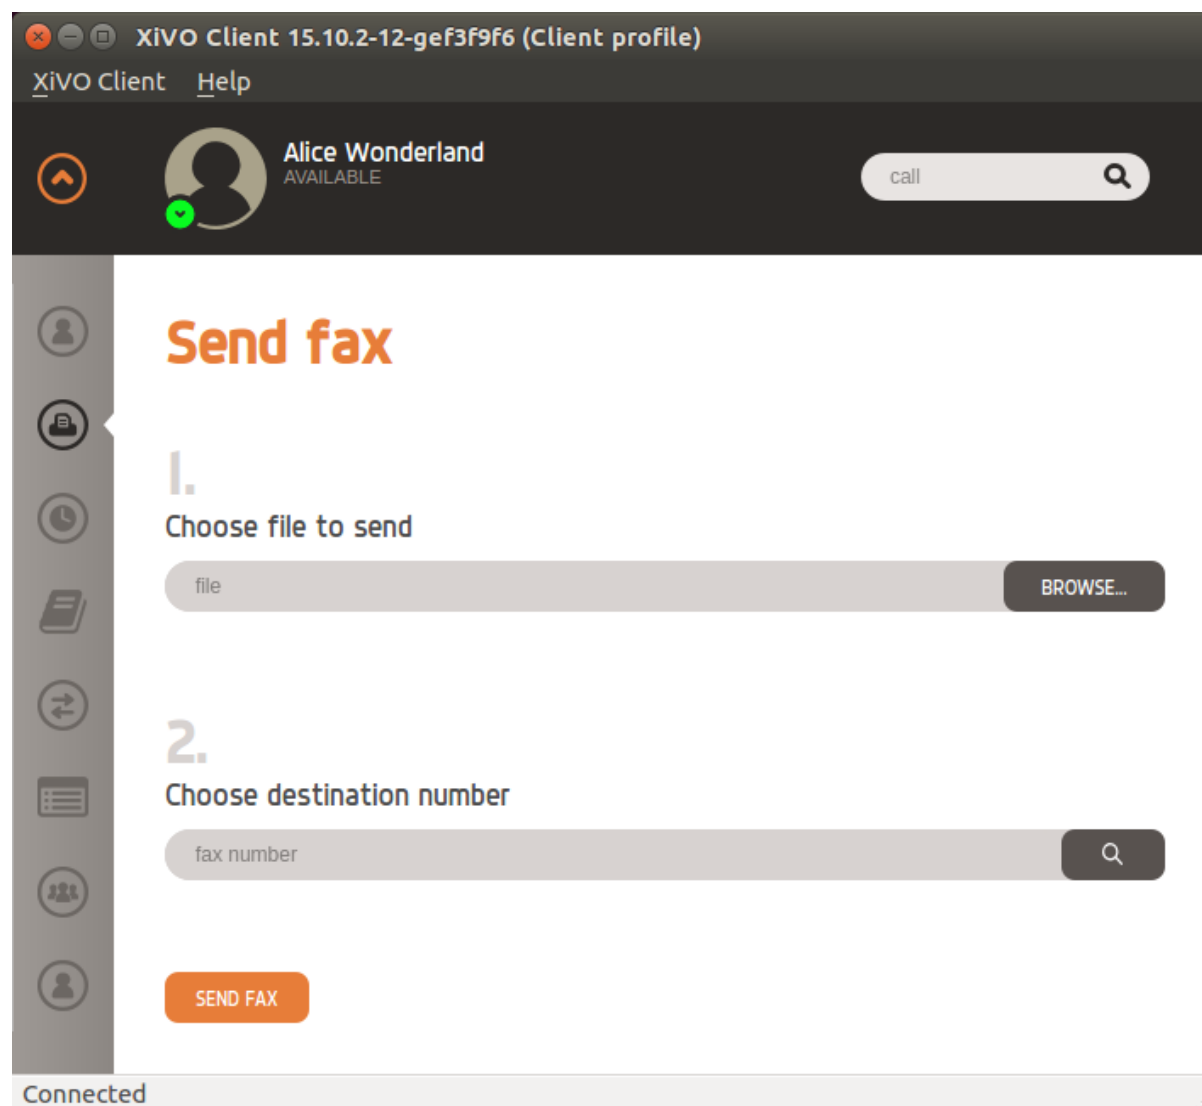 XiVO Client 15.10.2-12-gef3f9f6 (Client profile)
XiVO Client Help
Alice Wonderland
AVAILABLE
call
Send fax
1.
Choose file to send
file
BROWSE...
2.
Choose destination number
fax number
SEND FAX
Connected